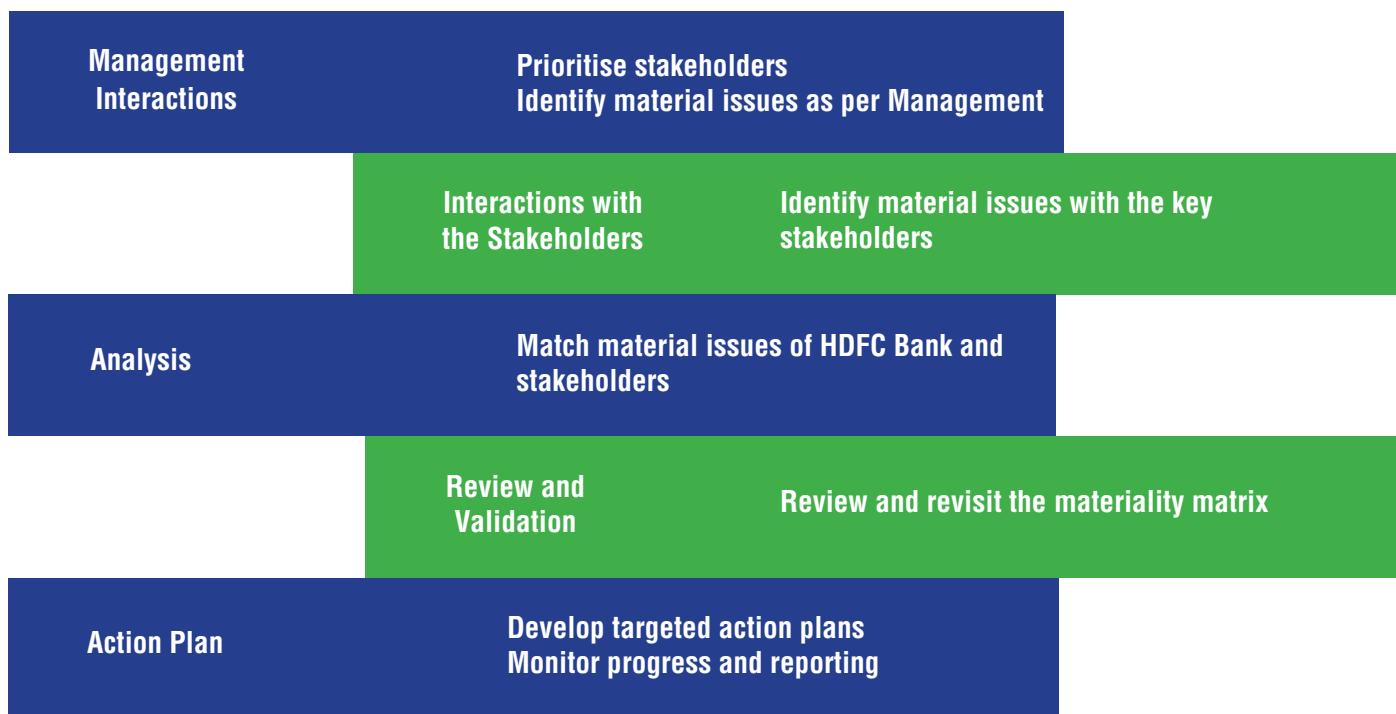 Management
Interactions
Prioritise stakeholders
Identify material issues as per Management
Interactions with
the Stakeholders
Identify material issues with the key
stakeholders
Analysis
Match material issues of HDFC Bank and
stakeholders
Review and
Validation
Review and revisit the materiality matrix
Action Plan
Develop targeted action plans
Monitor progress and reporting